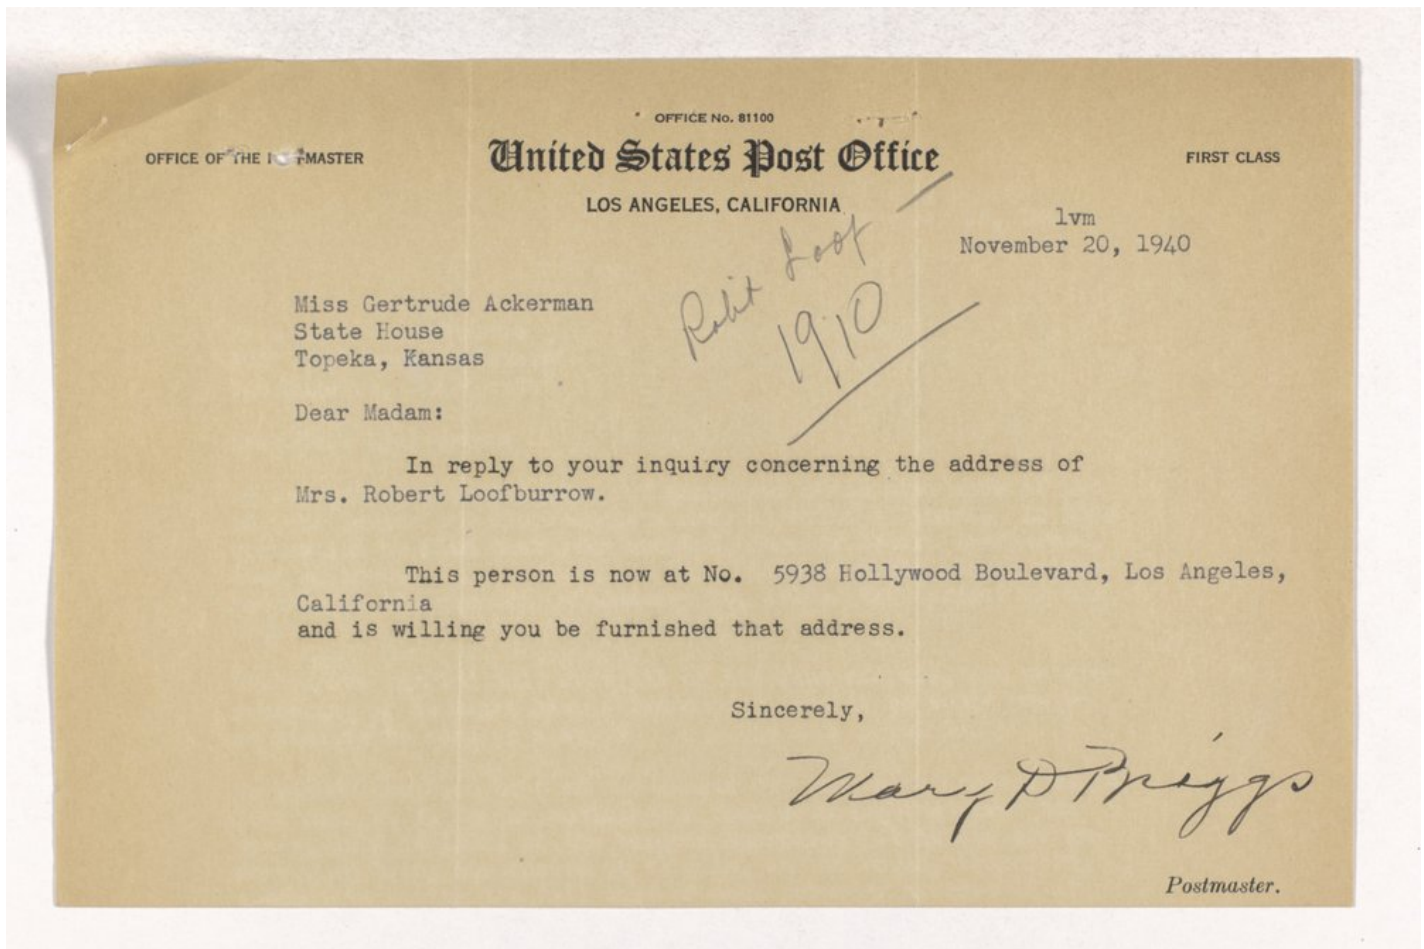 OFFICE No. 81100
OFFICE OF THE MASTER
United States Post Office
FIRST CLASS
LOS ANGELES, CALIFORNIA
lvm
November 20, 1940
Robt Loof
1910
Miss Gertrude Ackerman
State House
Topeka, Kansas
Dear Madam:
In reply to your inquiry concerning the address of
Mrs. Robert Loofburrow.
This person is now at No. 5938 Hollywood Boulevard, Los Angeles,
California
and is willing you be furnished that address.
Sincerely,
Mary D Briggs
Postmaster.